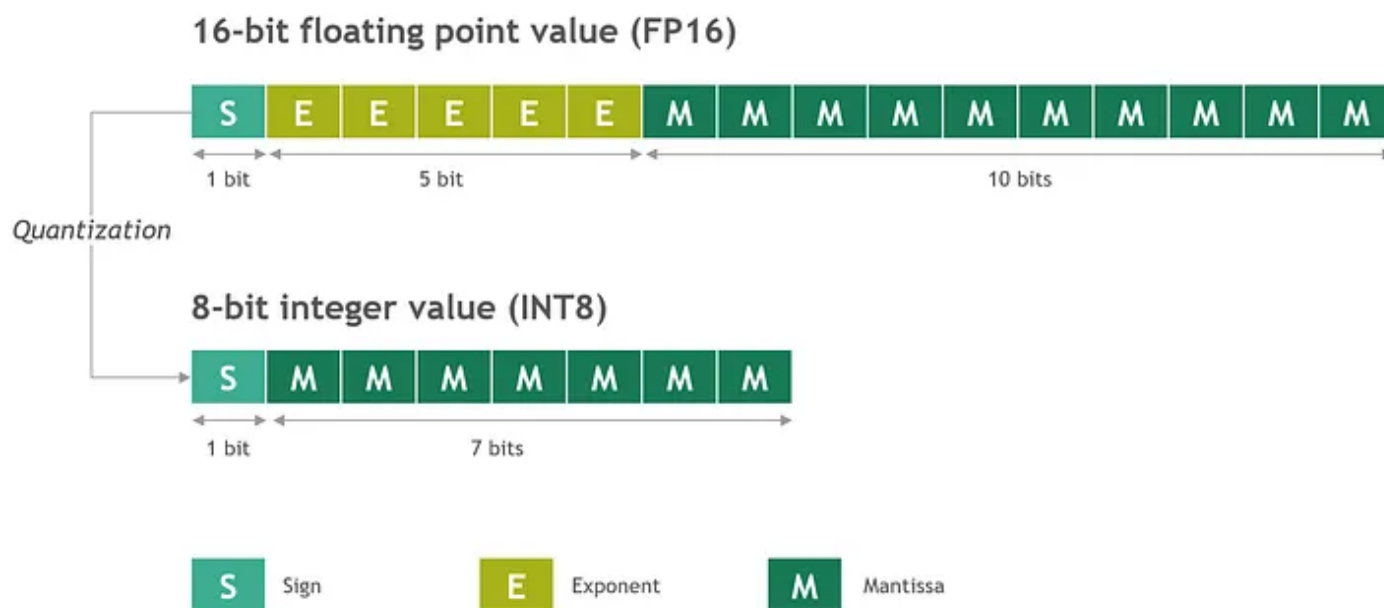 16-bit floating point value (FP16)
S E E E E E M M M M M M M M M M
1 bit 5 bit 10 bits
Quantization
8-bit integer value (INT8)
S M M M M M M M
1 bit 7 bits
S Sign E Exponent M Mantissa